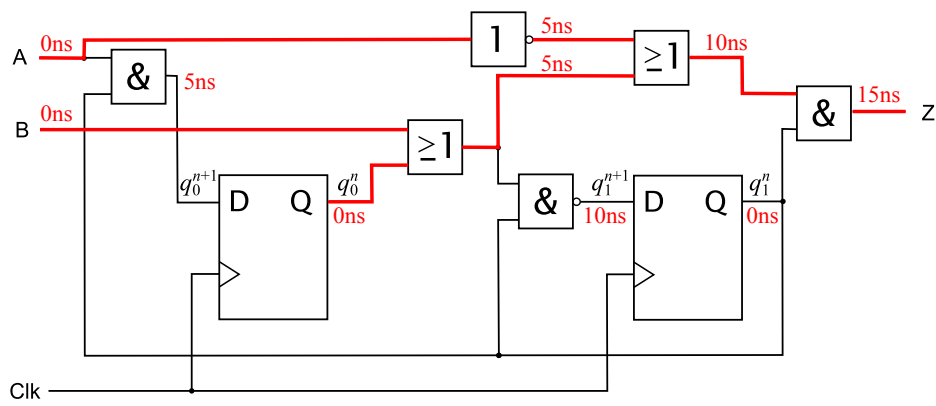 0ns
A
&
5ns
1
5ns
5ns
≥1
10ns
&
15ns
Z
0ns
B
≥1
q₀ⁿ⁺¹
D
Q
q₀ⁿ
0ns
&
q₁ⁿ⁺¹
10ns
D
Q
q₁ⁿ
0ns
Clk